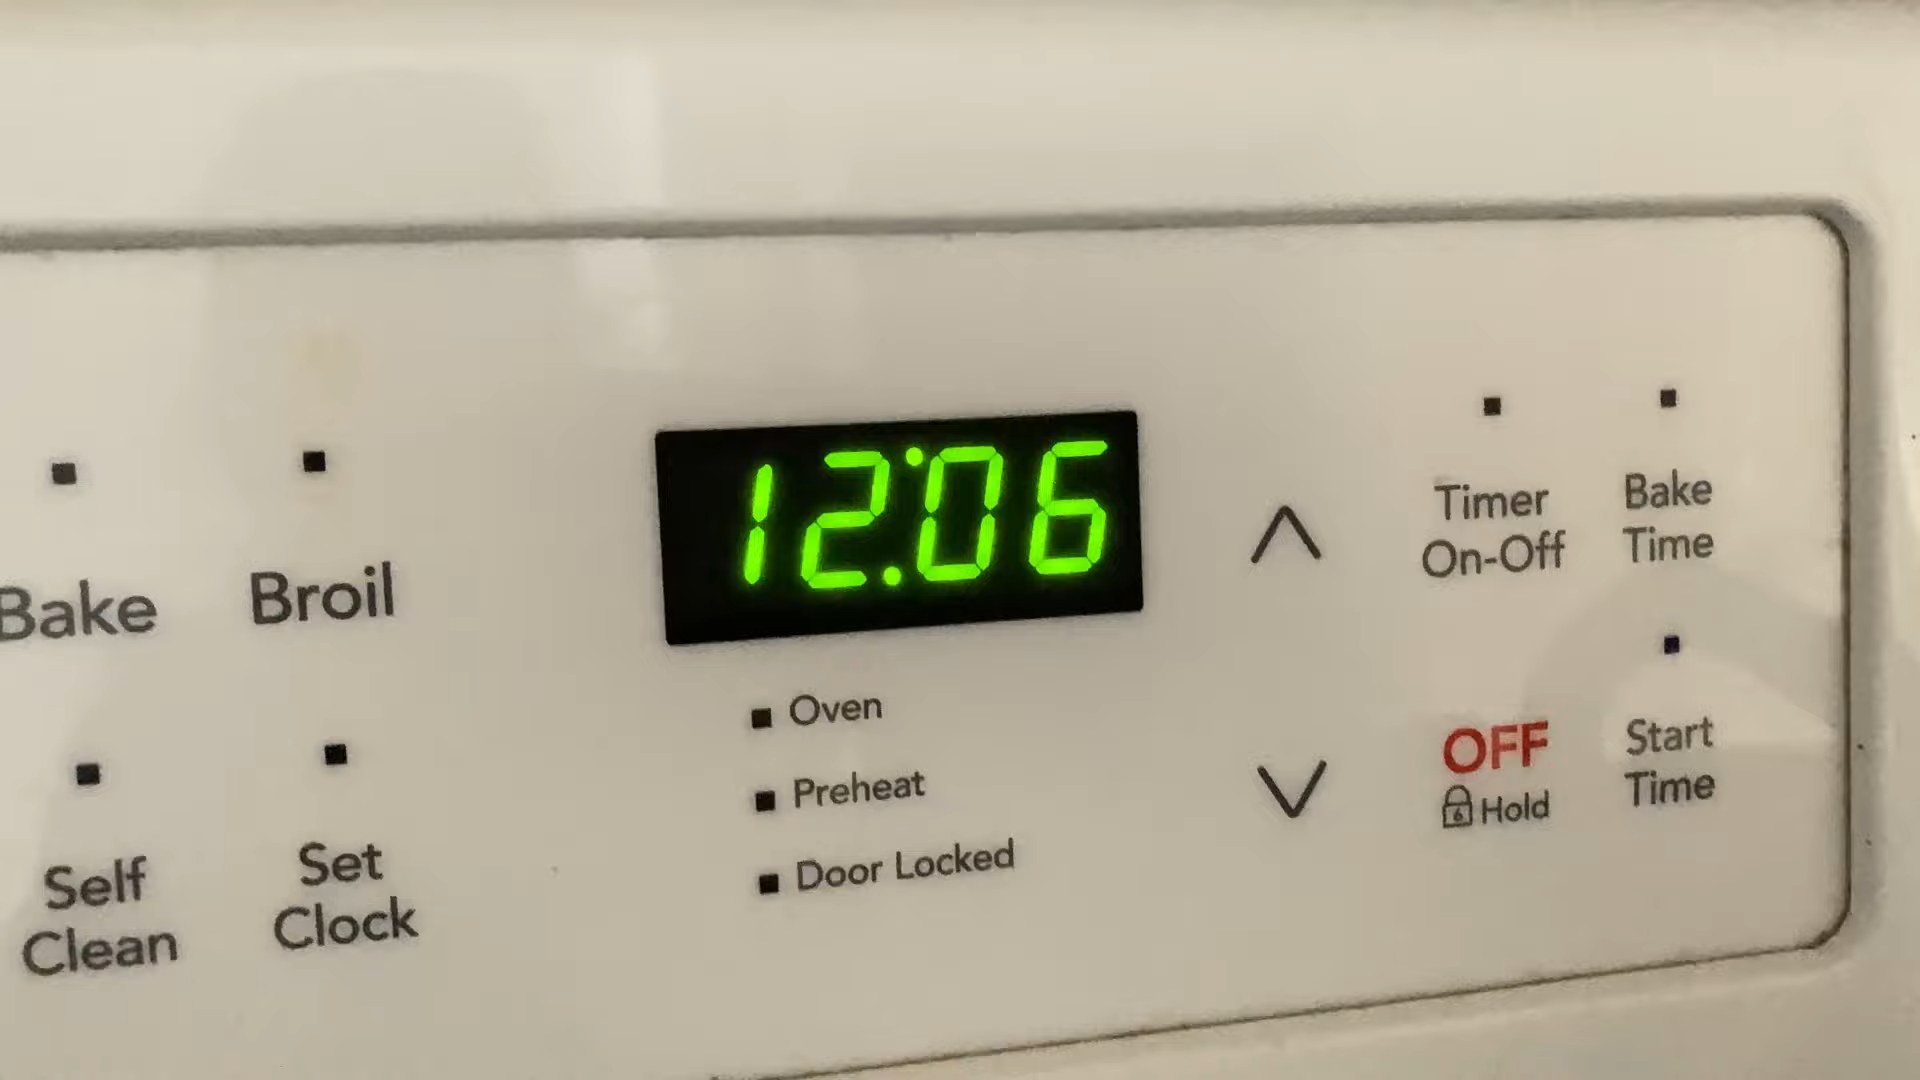 12:06
Bake
Broil
Self
Clean
Set
Clock
Oven
Preheat
Door Locked
Timer
On-Off
Bake
Time
OFF
Hold
Start
Time